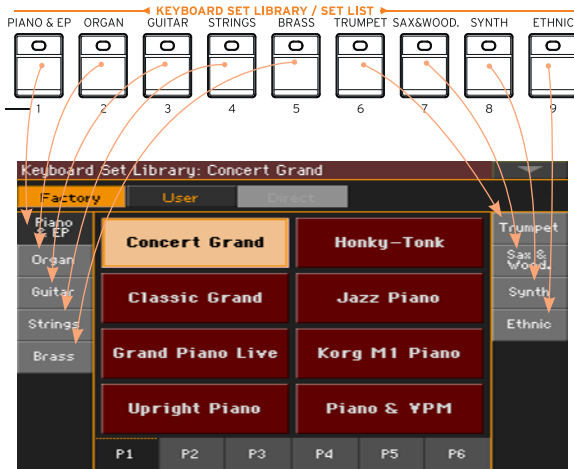 KEYBOARD SET LIBRARY / SET LIST
PIANO & EP ORGAN GUITAR STRINGS BRASS TRUMPET SAX&WOOD. SYNTH ETHNIC
1 2 3 4 5 6 7 8 9
Keyboard Set Library: Concert Grand
Factory User Direct
Piano & EP
Organ
Guitar
Strings
Brass
Concert Grand Honky-Tonk
Classic Grand Jazz Piano
Grand Piano Live Korg M1 Piano
Upright Piano Piano & YPM
Trumpet
Sax & Wood.
Synth
Ethnic
P1 P2 P3 P4 P5 P6